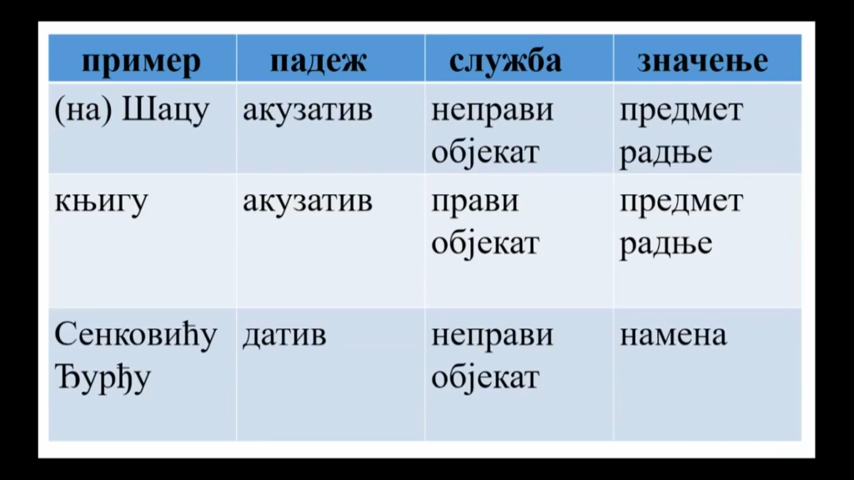 пример падеж служба значење
(на) Шацу акузатив неправи предмет
објекат радње
књигу акузатив прави предмет
објекат радње
Сенковићу датив неправи намена
Ђурђу објекат